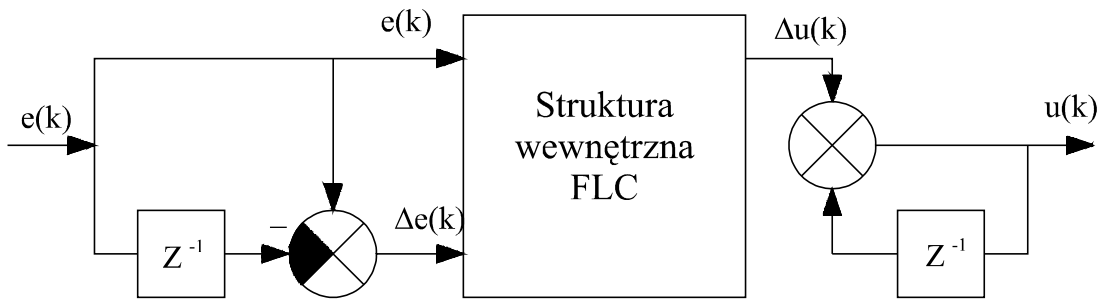 e(k)
e(k)
Z⁻¹
–
Δe(k)
Struktura
wewnętrzna
FLC
Δu(k)
u(k)
Z⁻¹